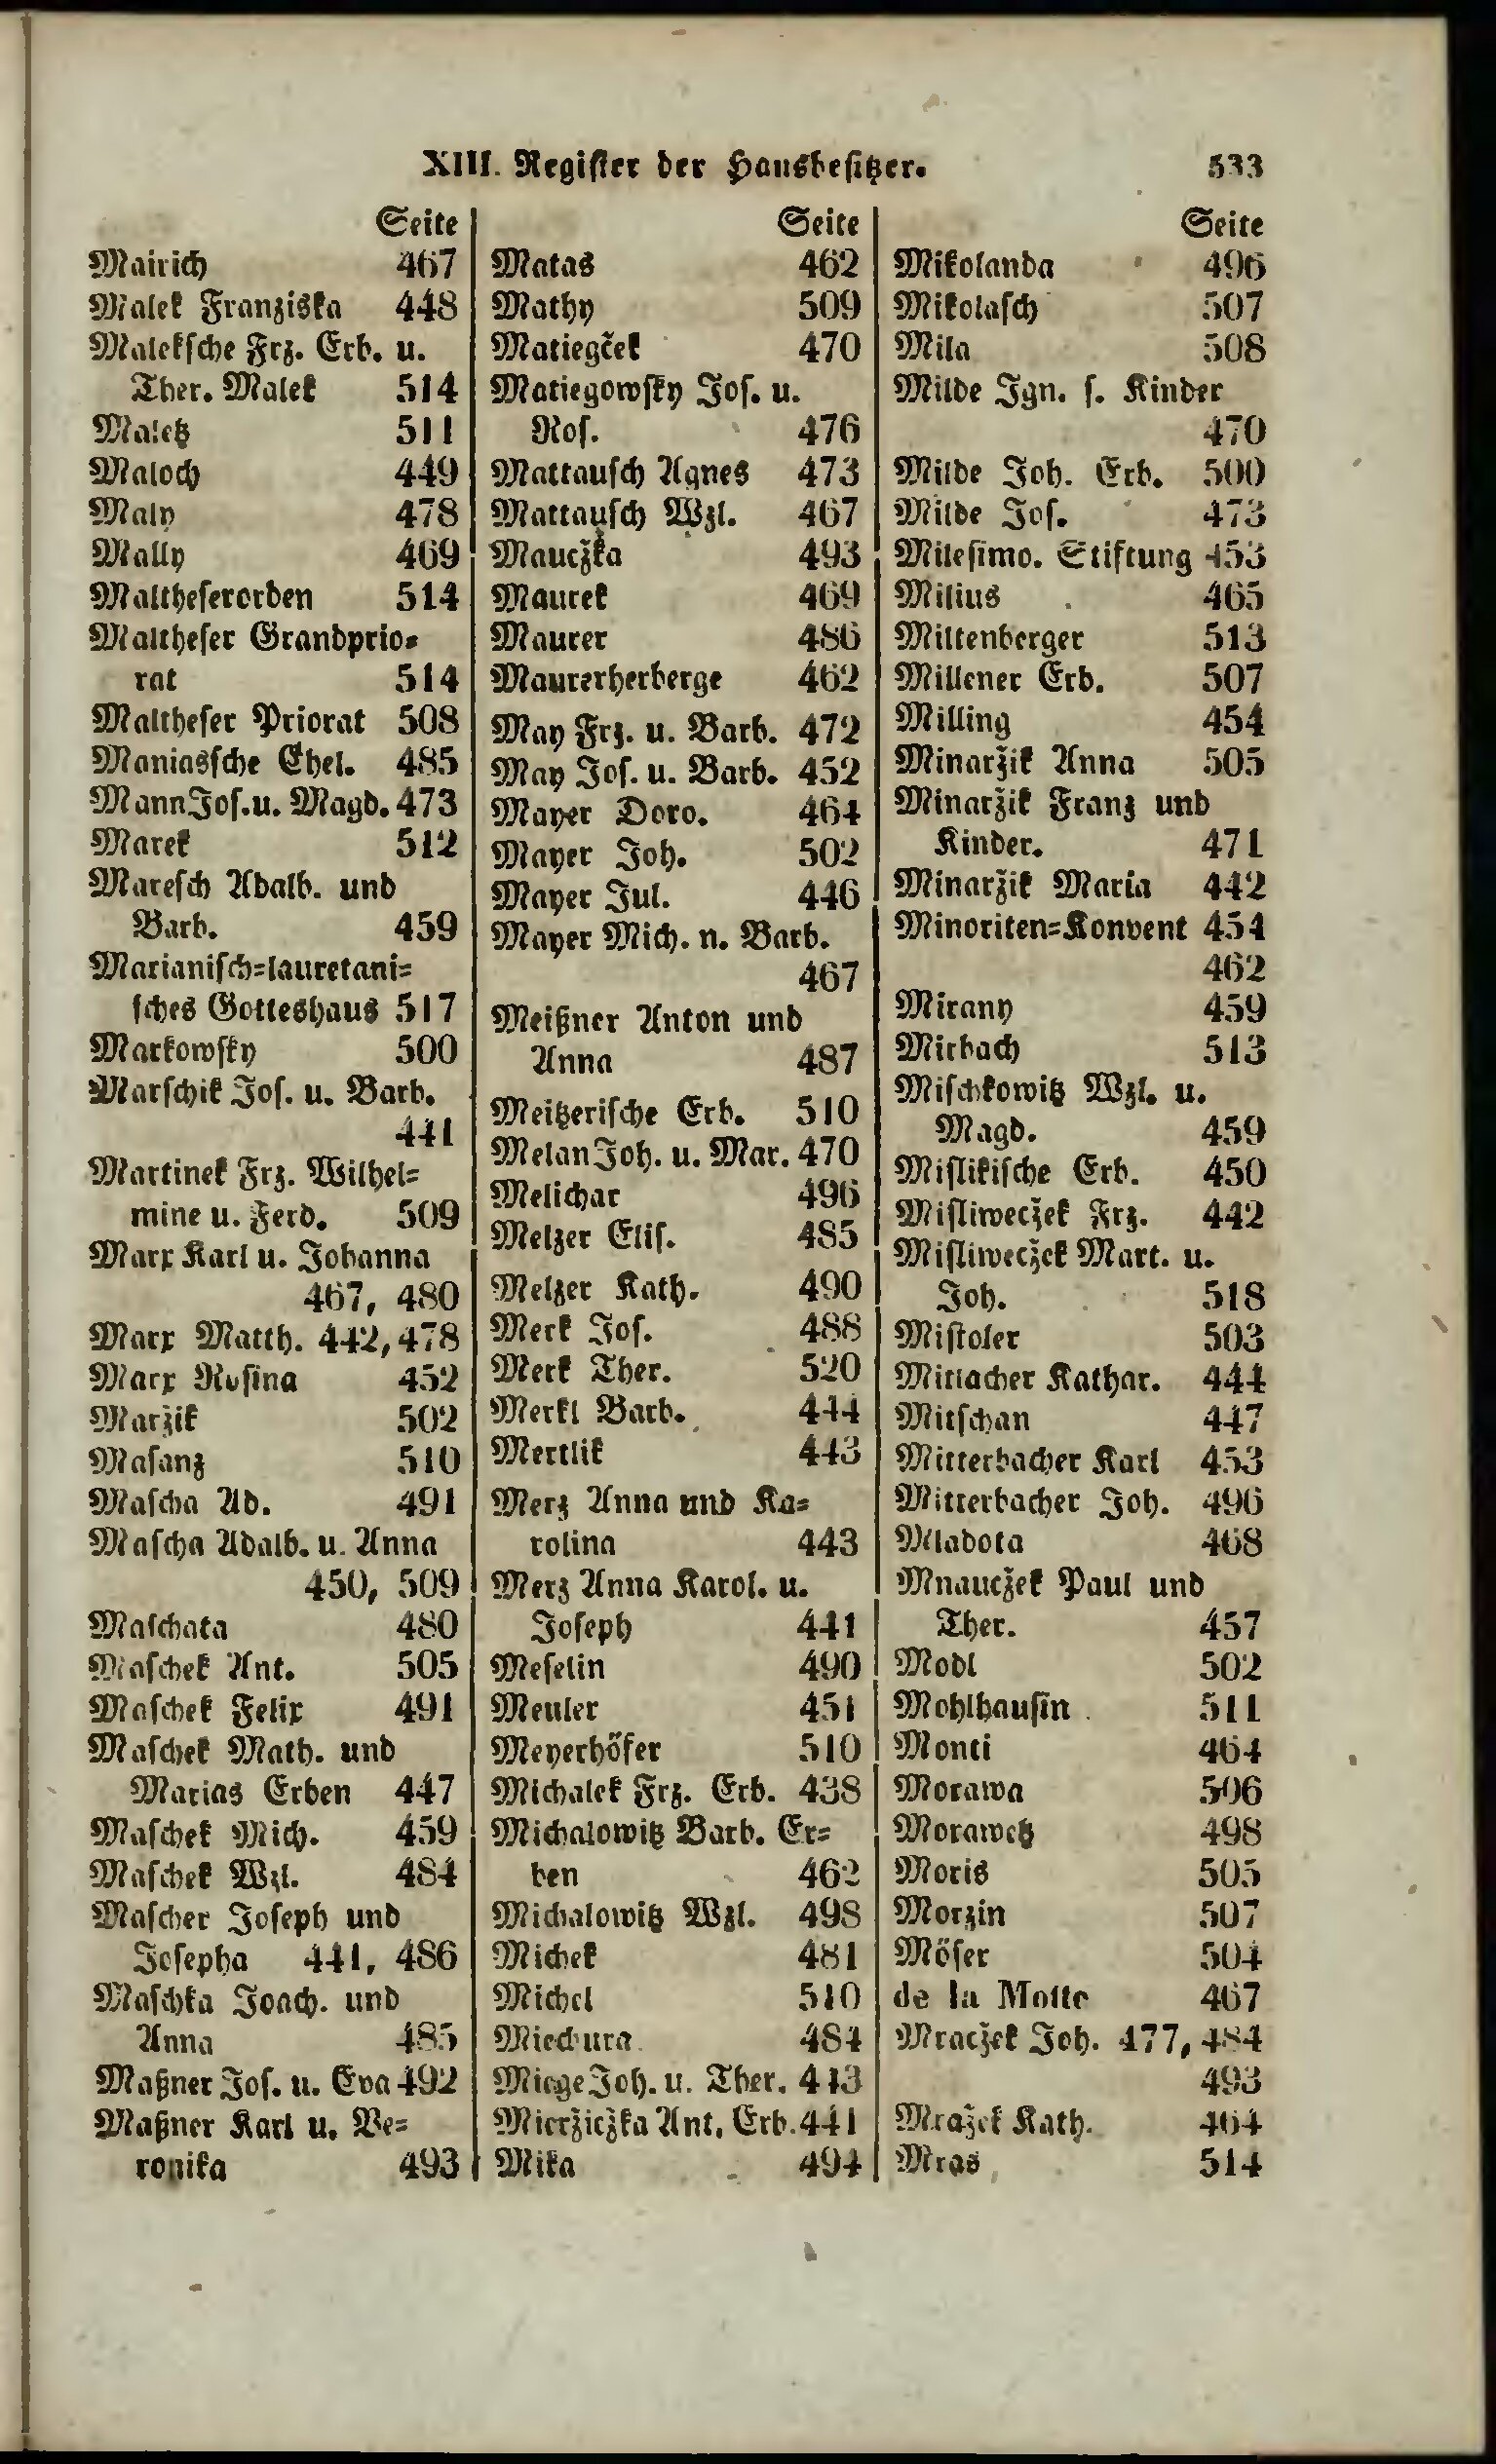 XIII. Register der Hausbesitzer. 533
Seite
Mairich 467
Malek Franziska 448
Maleksche Frz. Erb. u.
Ther. Malek 514
Maletz 511
Maloch 449
Maly 478
Mally 469
Maltheserorden 514
Maltheser Grandprio=
rat 514
Maltheser Priorat 508
Maniassche Ehel. 485
Mann Jos. u. Magd. 473
Marek 512
Maresch Adalb. und
Barb. 459
Marianisch=lauretani=
sches Gotteshaus 517
Markowsky 500
Marschik Jos. u. Barb.
441
Martinek Frz. Wilhel=
mine u. Ferd. 509
Marx Karl u. Johanna
467, 480
Marx Matth. 442, 478
Marx Rosina 452
Maržik 502
Masanz 510
Mascha Ad. 491
Mascha Adalb. u. Anna
450, 509
Maschata 480
Maschek Ant. 505
Maschek Felix 491
Maschek Math. und
Marias Erben 447
Maschek Mich. 459
Maschek Wzl. 484
Mascher Joseph und
Josepha 441, 486
Maschka Joach. und
Anna 485
Maßner Jos. u. Eva 492
Maßner Karl u. Ve=
ronika 493
Seite
Matas 462
Mathy 509
Matiegček 470
Matiegowsky Jos. u.
Ros. 476
Mattausch Agnes 473
Mattausch Wzl. 467
Maucžka 493
Maurek 469
Maurer 486
Maurerherberge 462
May Frz. u. Barb. 472
May Jos. u. Barb. 452
Mayer Doro. 464
Mayer Joh. 502
Mayer Jul. 446
Mayer Mich. n. Barb.
467
Meißner Anton und
Anna 487
Meitzerische Erb. 510
Melan Joh. u. Mar. 470
Melichar 496
Melzer Elis. 485
Melzer Kath. 490
Merk Jos. 488
Merk Ther. 520
Merkl Barb. 444
Mertlik 443
Merz Anna und Ka=
rolina 443
Merz Anna Karol. u.
Joseph 441
Meselin 490
Meuler 451
Meyerhöfer 510
Michalek Frz. Erb. 438
Michalowitz Barb. Er=
ben 462
Michalowitz Wzl. 498
Michek 481
Michel 510
Miechura 484
Miege Joh. u. Ther. 443
Mieržicžka Ant. Erb. 441
Mika 494
Seite
Mikolanda 496
Mikolasch 507
Mila 508
Milde Ign. s. Kinder
470
Milde Joh. Erb. 500
Milde Jos. 473
Milesimo. Stiftung 453
Milius 465
Miltenberger 513
Millener Erb. 507
Milling 454
Minaržik Anna 505
Minaržik Franz und
Kinder. 471
Minaržik Maria 442
Minoriten=Konvent 454
462
Mirany 459
Mirbach 513
Mischkowitz Wzl. u.
Magd. 459
Mislikische Erb. 450
Misliwecžek Frz. 442
Misliwecžek Mart. u.
Joh. 518
Mistoler 503
Mitlacher Kathar. 444
Mitschan 447
Mitterbacher Karl 453
Mitterbacher Joh. 496
Mladota 468
Mnaucžek Paul und
Ther. 457
Modl 502
Mohlhausin 511
Monti 464
Morawa 506
Morawetz 498
Moris 505
Morzin 507
Möser 504
de la Motte 467
Mracžek Joh. 477, 484
493
Mražek Kath. 464
Mras 514